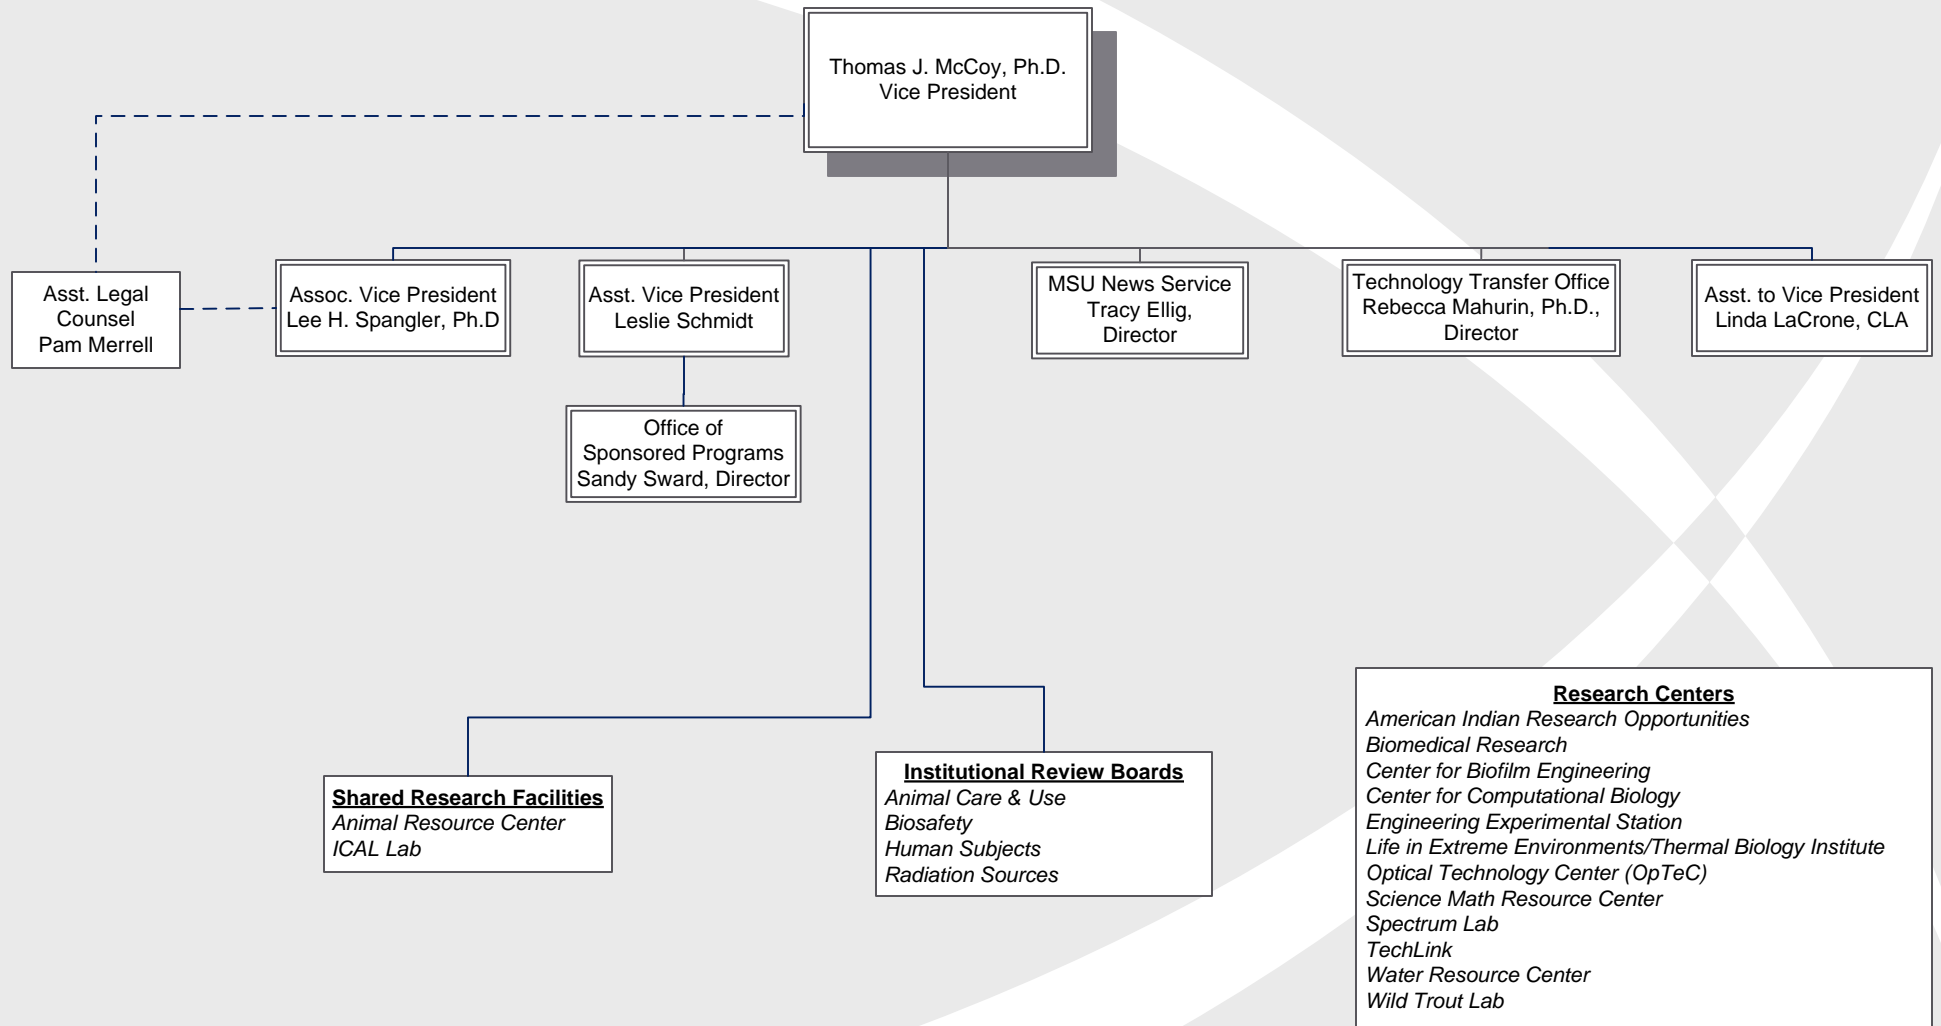 Thomas J. McCoy, Ph.D.
Vice President
Asst. Legal
Counsel
Pam Merrell
Assoc. Vice President
Lee H. Spangler, Ph.D
Asst. Vice President
Leslie Schmidt
MSU News Service
Tracy Ellig,
Director
Technology Transfer Office
Rebecca Mahurin, Ph.D.,
Director
Asst. to Vice President
Linda LaCrone, CLA
Office of
Sponsored Programs
Sandy Sward, Director
Shared Research Facilities
Animal Resource Center
ICAL Lab
Institutional Review Boards
Animal Care & Use
Biosafety
Human Subjects
Radiation Sources
Research Centers
American Indian Research Opportunities
Biomedical Research
Center for Biofilm Engineering
Center for Computational Biology
Engineering Experimental Station
Life in Extreme Environments/Thermal Biology Institute
Optical Technology Center (OpTeC)
Science Math Resource Center
Spectrum Lab
TechLink
Water Resource Center
Wild Trout Lab